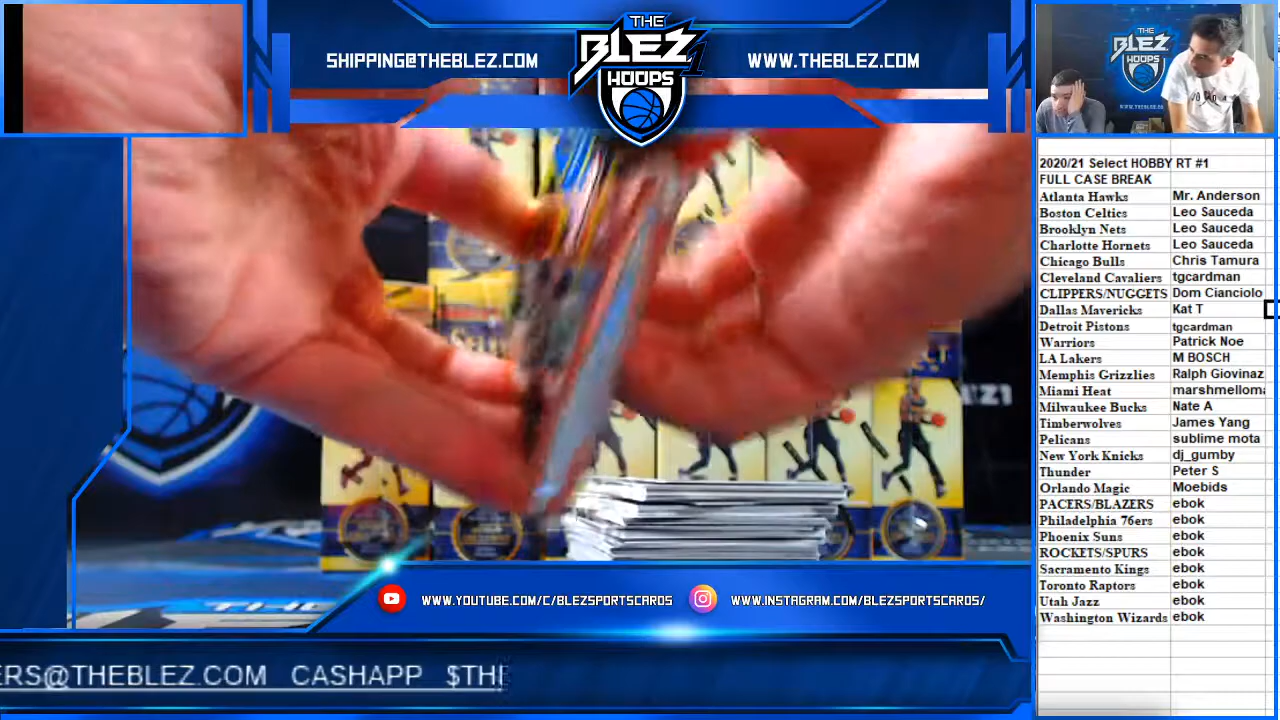 SHIPPING@THEBLEZ.COM
THE
BLEZ
HOOPS
WWW.THEBLEZ.COM
THE
BLEZ
HOOPS
2020/21 Select HOBBY RT #1
FULL CASE BREAK
Atlanta Hawks Mr. Anderson
Boston Celtics Leo Sauceda
Brooklyn Nets Leo Sauceda
Charlotte Hornets Leo Sauceda
Chicago Bulls Chris Tamura
Cleveland Cavaliers tgcardman
CLIPPERS/NUGGETS Dom Cianciolo
Dallas Mavericks Kat T
Detroit Pistons tgcardman
Warriors Patrick Noe
LA Lakers M BOSCH
Memphis Grizzlies Ralph Giovinaz
Miami Heat marshmelloma
Milwaukee Bucks Nate A
Timberwolves James Yang
Pelicans sublime mota
New York Knicks dj_gumby
Thunder Peter S
Orlando Magic Moebids
PACERS/BLAZERS ebok
Philadelphia 76ers ebok
Phoenix Suns ebok
ROCKETS/SPURS ebok
Sacramento Kings ebok
Toronto Raptors ebok
Utah Jazz ebok
Washington Wizards ebok
WWW.YOUTUBE.COM/C/BLEZSPORTSCARDS
WWW.INSTAGRAM.COM/BLEZSPORTSCARDS/
ERS@THEBLEZ.COM CASHAPP $THE